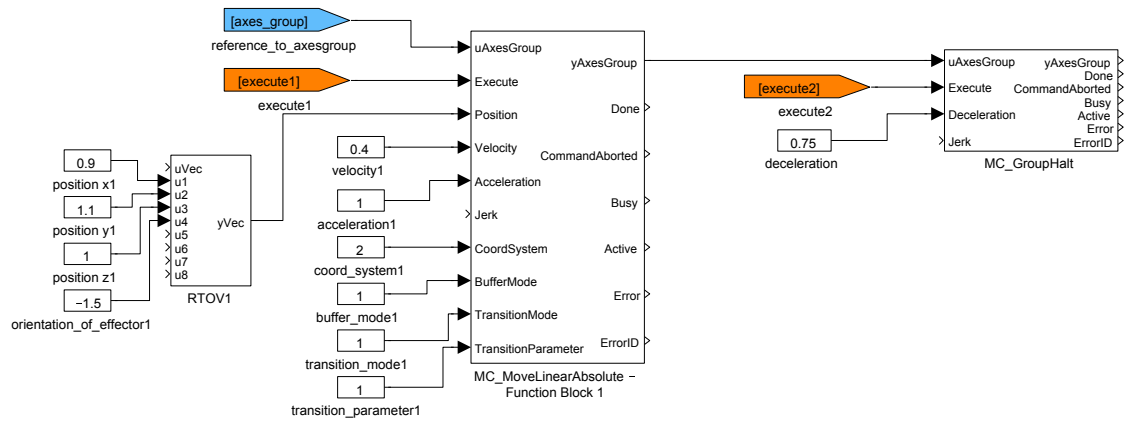 [axes_group]
reference_to_axesgroup
[execute1]
execute1
0.9
position x1
1.1
position y1
1
position z1
−1.5
orientation_of_effector1
uVec
u1
u2
u3
u4
u5
u6
u7
u8
yVec
RTOV1
0.4
velocity1
1
acceleration1
2
coord_system1
1
buffer_mode1
1
transition_mode1
1
transition_parameter1
uAxesGroup
Execute
Position
Velocity
Acceleration
Jerk
CoordSystem
BufferMode
TransitionMode
TransitionParameter
yAxesGroup
Done
CommandAborted
Busy
Active
Error
ErrorID
MC_MoveLinearAbsolute −
Function Block 1
[execute2]
execute2
0.75
deceleration
uAxesGroup
Execute
Deceleration
Jerk
yAxesGroup
Done
CommandAborted
Busy
Active
Error
ErrorID
MC_GroupHalt